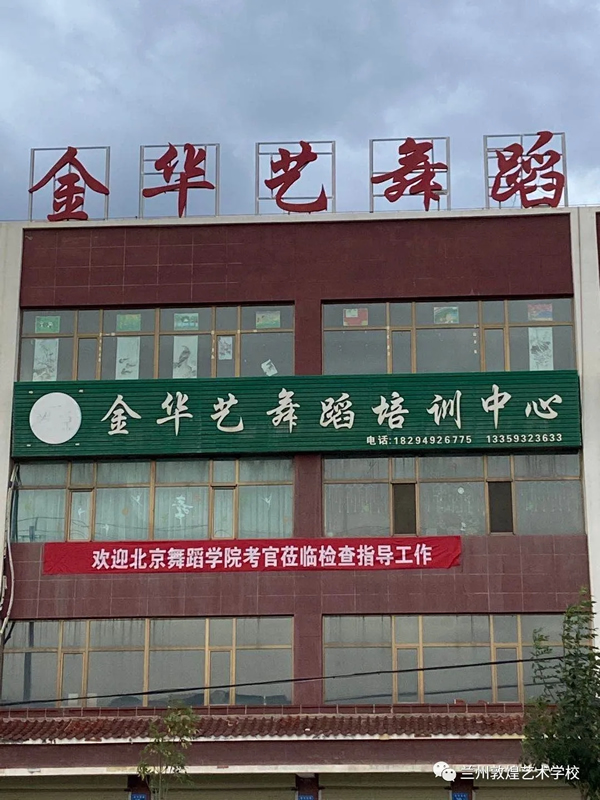 金华艺舞蹈
金华艺舞蹈培训中心
电话:18294926775 13359323633
舞
欢迎北京舞蹈学院考官莅临检查指导工作
兰州敦煌艺术学校